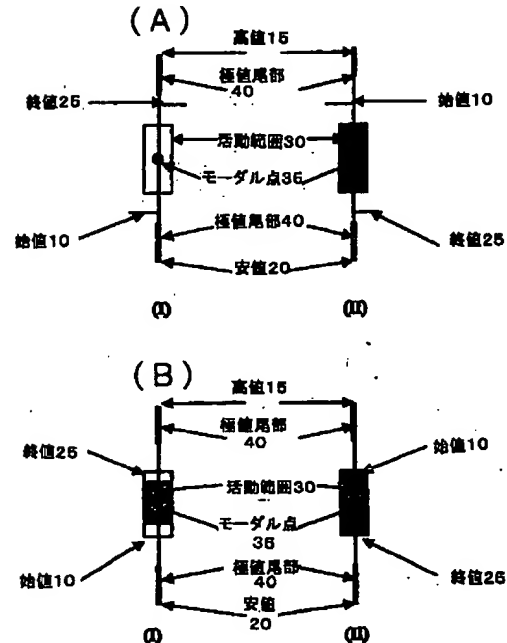 (A)
高値15
極値尾部
40
終値25
始値10
活動範囲30
モーダル点35
始値10
極値尾部40
終値25
安値20
(I)
(II)
(B)
高値15
極値尾部
40
始値10
終値25
活動範囲30
モーダル点
35
始値10
極値尾部
40
終値25
安値
20
(I)
(II)